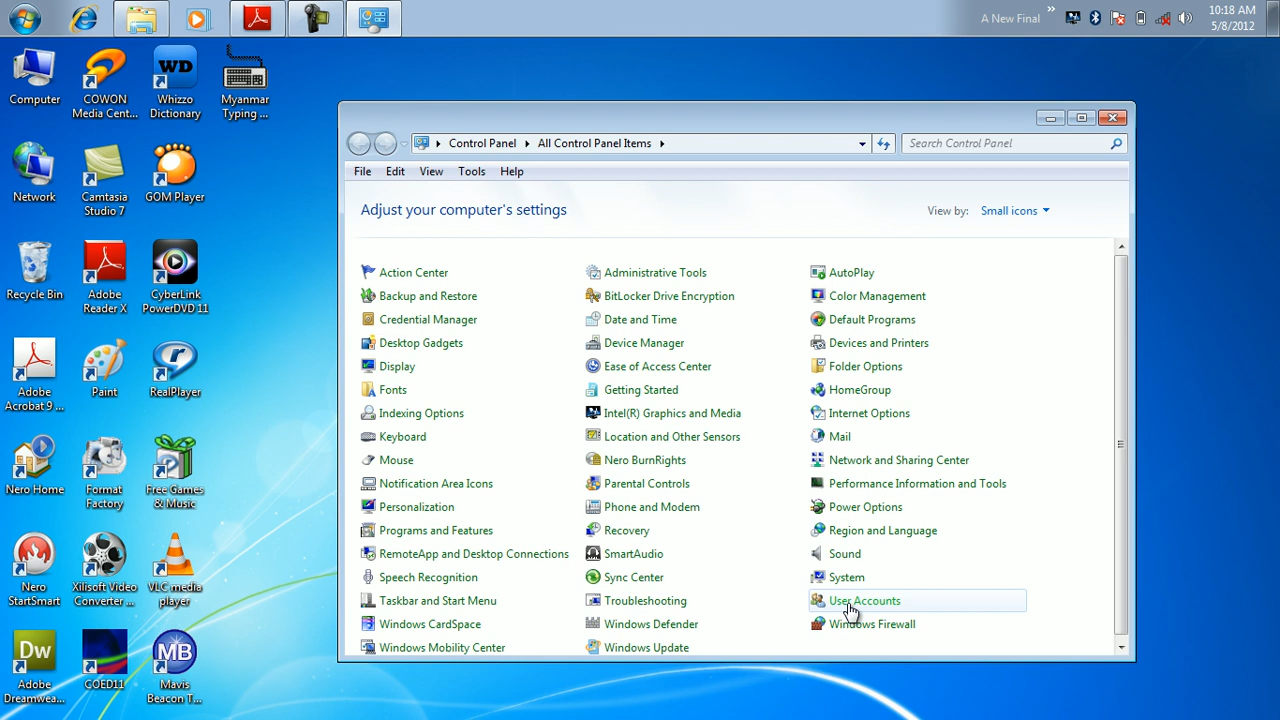 A New Final
10:18 AM
5/8/2012
Computer
COWON
Media Cent...
Whizzo
Dictionary
Myanmar
Typing ...
Network
Camtasia
Studio 7
GOM Player
Recycle Bin
Adobe
Reader X
CyberLink
PowerDVD 11
Adobe
Acrobat 9 ...
Paint
RealPlayer
Nero Home
Format
Factory
Free Games
& Music
Nero
StartSmart
Xilisoft Video
Converter ...
VLC media
player
Adobe
Dreamwea...
COED11
Mavis
Beacon T...
WD
Dw
MB
Control Panel
All Control Panel Items
Search Control Panel
File Edit View Tools Help
Adjust your computer's settings
View by: Small icons
Action Center
Administrative Tools
AutoPlay
Backup and Restore
BitLocker Drive Encryption
Color Management
Credential Manager
Date and Time
Default Programs
Desktop Gadgets
Device Manager
Devices and Printers
Display
Ease of Access Center
Folder Options
Fonts
Getting Started
HomeGroup
Indexing Options
Intel(R) Graphics and Media
Internet Options
Keyboard
Location and Other Sensors
Mail
Mouse
Nero BurnRights
Network and Sharing Center
Notification Area Icons
Parental Controls
Performance Information and Tools
Personalization
Phone and Modem
Power Options
Programs and Features
Recovery
Region and Language
RemoteApp and Desktop Connections
SmartAudio
Sound
Speech Recognition
Sync Center
System
Taskbar and Start Menu
Troubleshooting
User Accounts
Windows CardSpace
Windows Defender
Windows Firewall
Windows Mobility Center
Windows Update